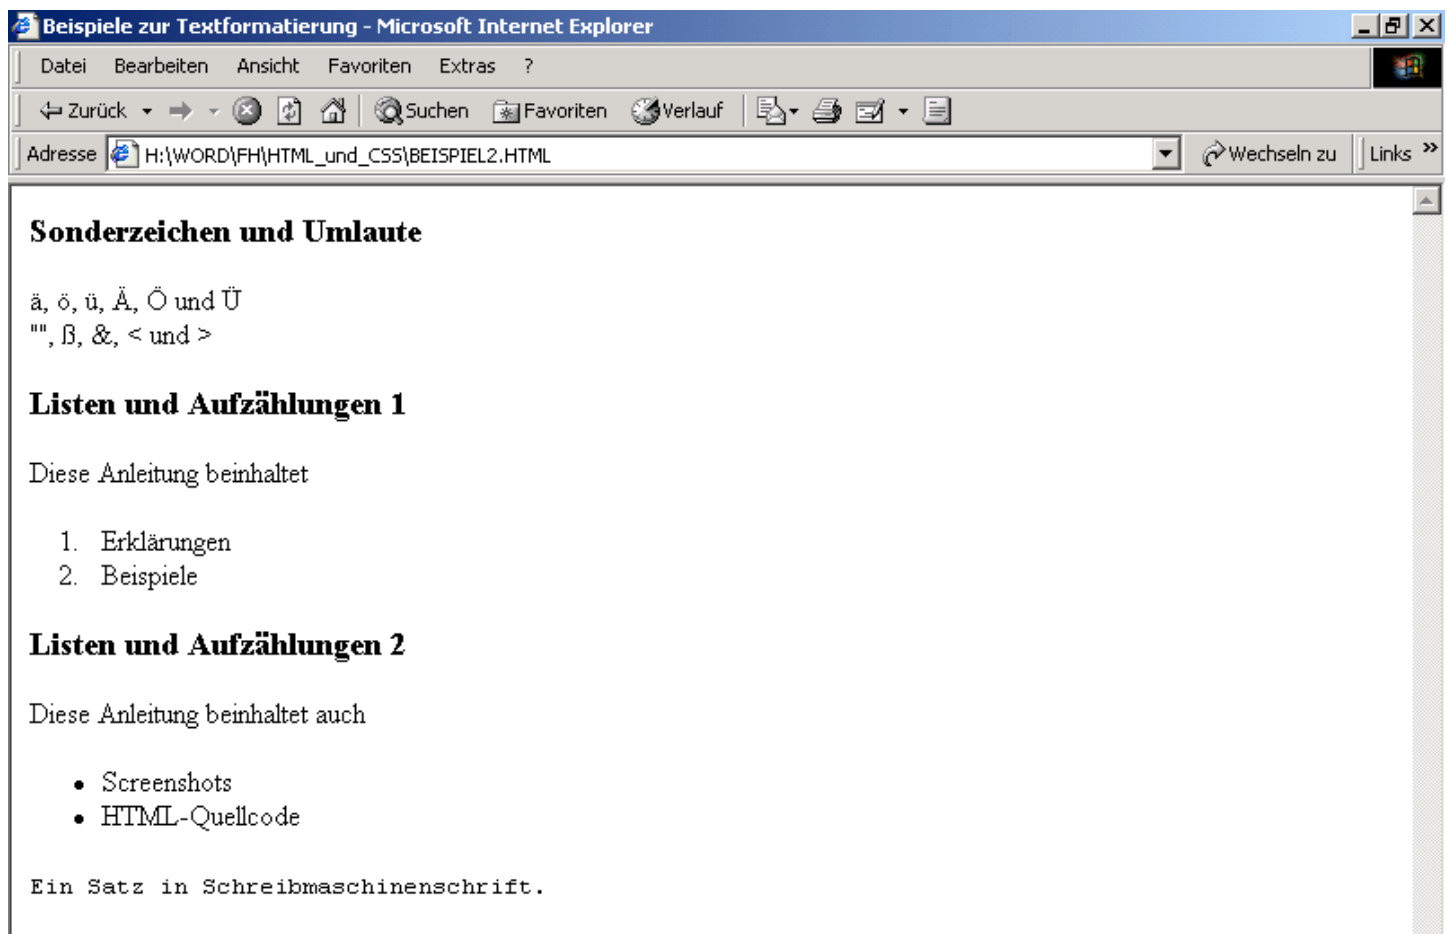 Beispiele zur Textformatierung - Microsoft Internet Explorer
Datei Bearbeiten Ansicht Favoriten Extras ?
Zurück Suchen Favoriten Verlauf
Adresse H:\WORD\FH\HTML_und_CSS\BEISPIEL2.HTML Wechseln zu Links »
Sonderzeichen und Umlaute
ä, ö, ü, Ä, Ö und Ü
"", ß, &, < und >
Listen und Aufzählungen 1
Diese Anleitung beinhaltet
1. Erklärungen
2. Beispiele
Listen und Aufzählungen 2
Diese Anleitung beinhaltet auch
• Screenshots
• HTML-Quellcode
Ein Satz in Schreibmaschinenschrift.